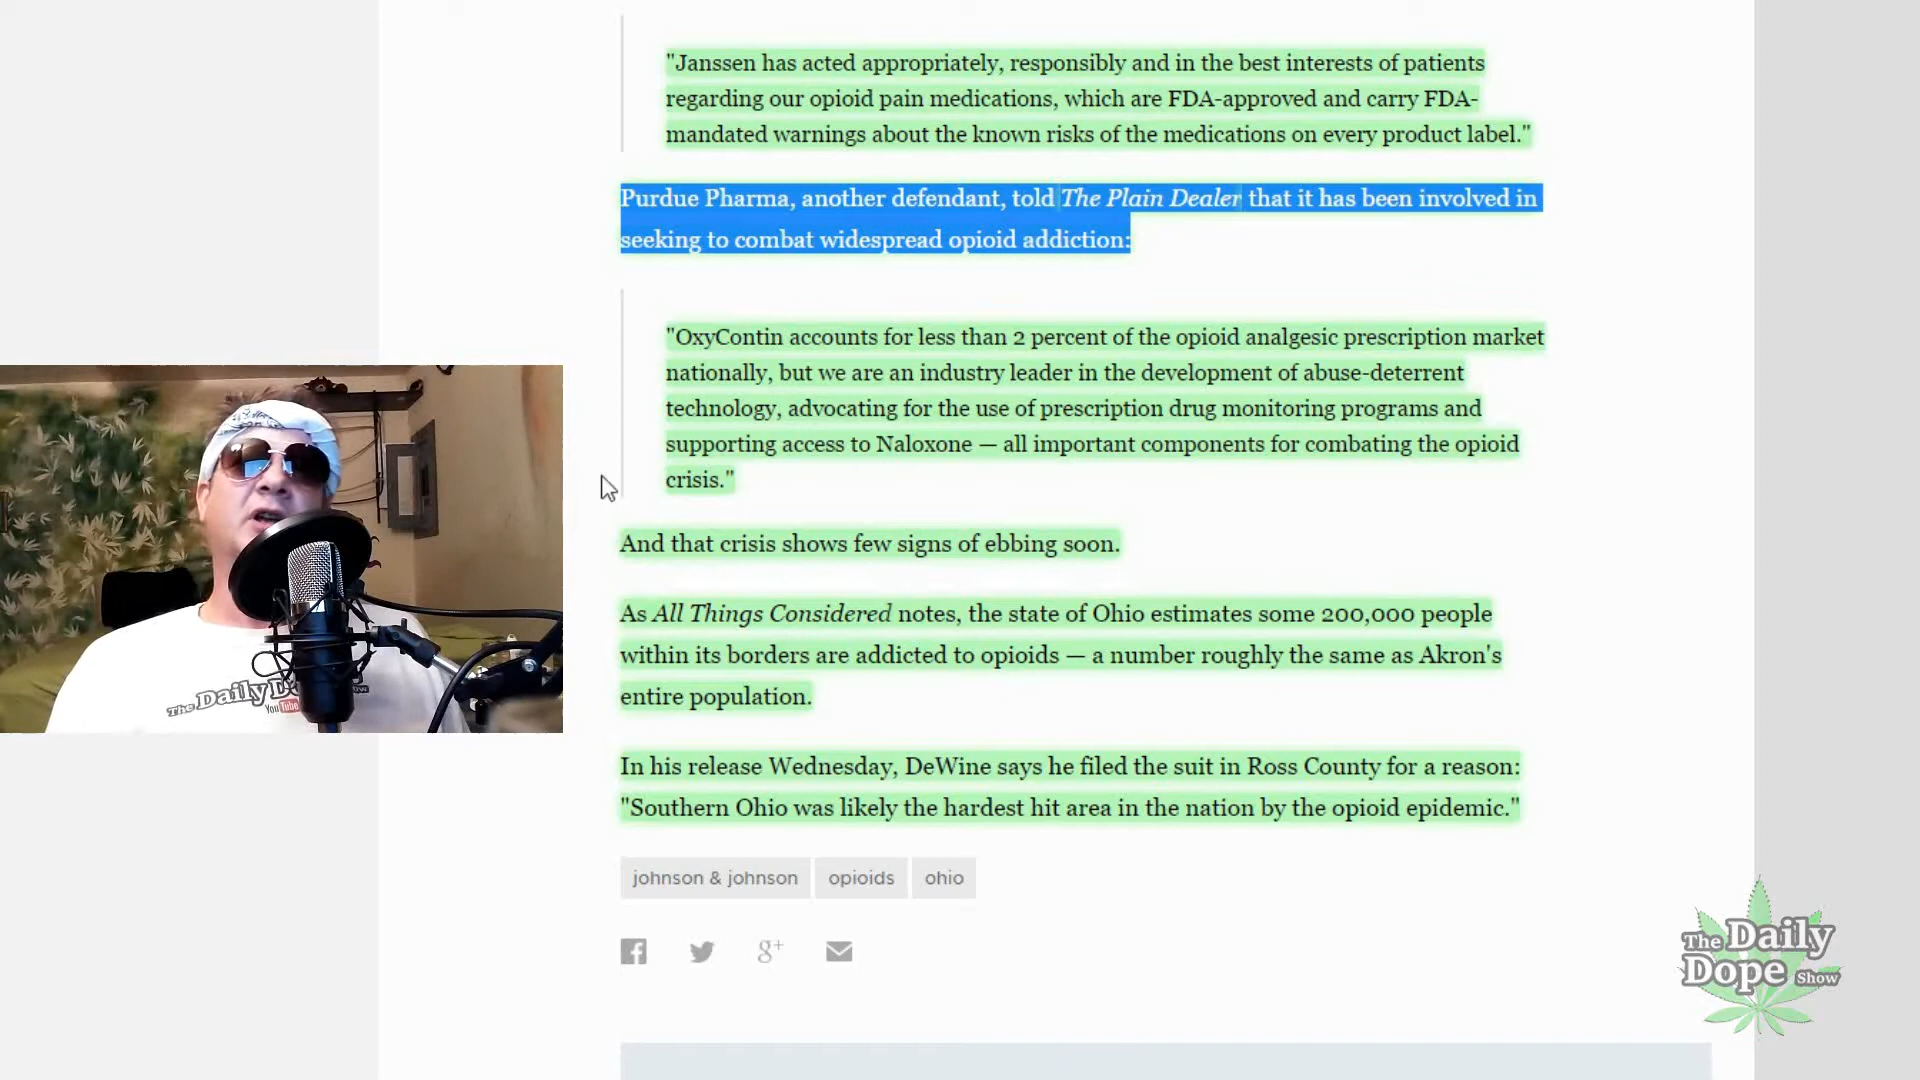 "Janssen has acted appropriately, responsibly and in the best interests of patients
regarding our opioid pain medications, which are FDA-approved and carry FDA-
mandated warnings about the known risks of the medications on every product label."
Purdue Pharma, another defendant, told The Plain Dealer that it has been involved in
seeking to combat widespread opioid addiction:
"OxyContin accounts for less than 2 percent of the opioid analgesic prescription market
nationally, but we are an industry leader in the development of abuse-deterrent
technology, advocating for the use of prescription drug monitoring programs and
supporting access to Naloxone — all important components for combating the opioid
crisis."
And that crisis shows few signs of ebbing soon.
As All Things Considered notes, the state of Ohio estimates some 200,000 people
within its borders are addicted to opioids — a number roughly the same as Akron's
entire population.
In his release Wednesday, DeWine says he filed the suit in Ross County for a reason:
"Southern Ohio was likely the hardest hit area in the nation by the opioid epidemic."
johnson & johnson opioids ohio
g+
The Daily
YouTube
The Daily
Dope Show